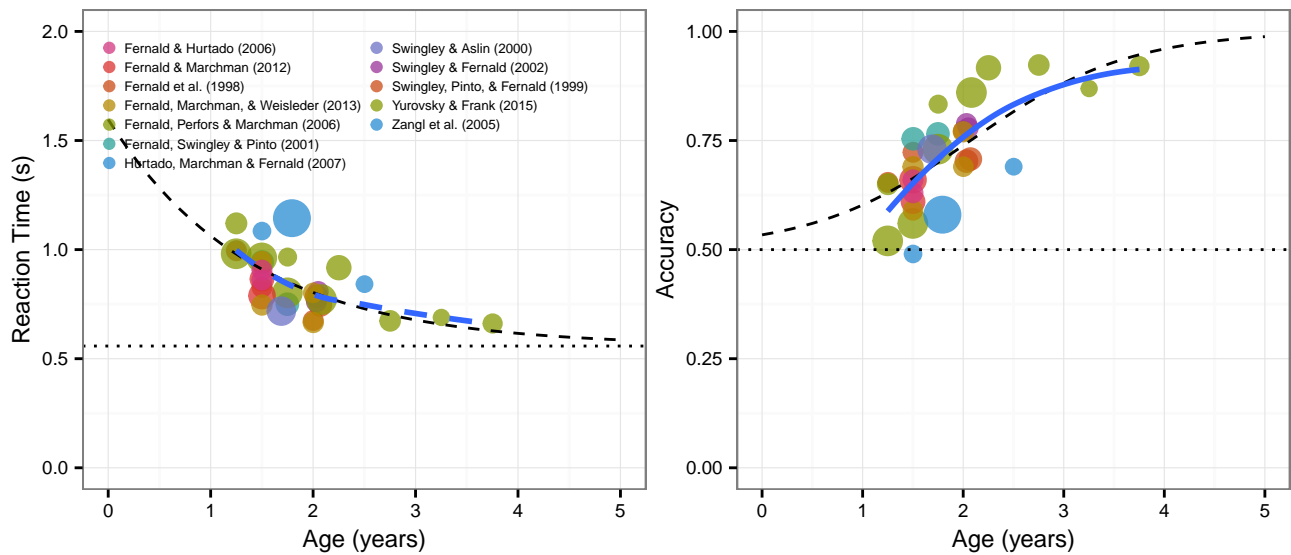 2.0
1.5
1.0
0.5
0.0
Reaction Time (s)
Fernald & Hurtado (2006)
Fernald & Marchman (2012)
Fernald et al. (1998)
Fernald, Marchman, & Weisleder (2013)
Fernald, Perfors & Marchman (2006)
Fernald, Swingley & Pinto (2001)
Hurtado, Marchman & Fernald (2007)
Swingley & Aslin (2000)
Swingley & Fernald (2002)
Swingley, Pinto, & Fernald (1999)
Yurovsky & Frank (2015)
Zangl et al. (2005)
0 1 2 3 4 5
Age (years)
1.00
0.75
0.50
0.25
0.00
Accuracy
0 1 2 3 4 5
Age (years)